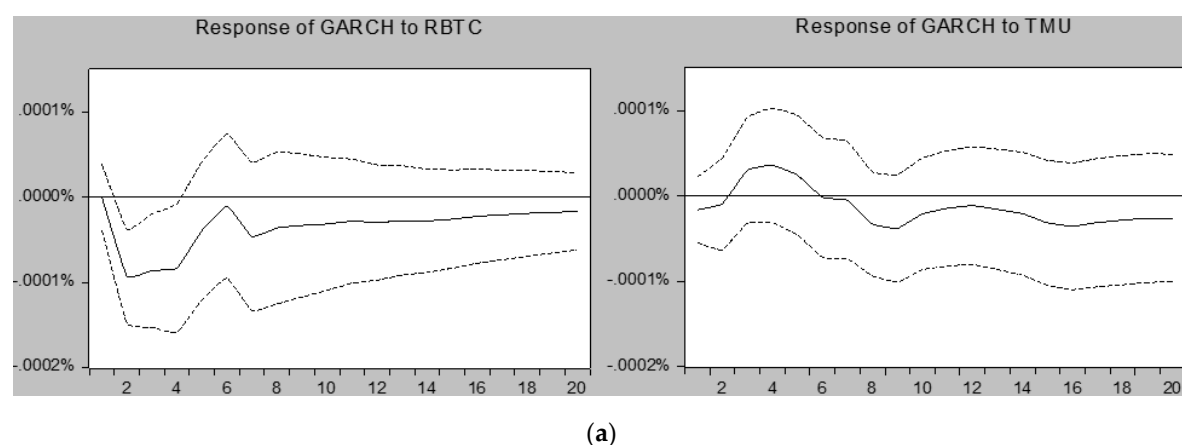 Response of GARCH to RBTC
.0001%
.0000%
-.0001%
-.0002%
2 4 6 8 10 12 14 16 18 20
Response of GARCH to TMU
.0001%
.0000%
-.0001%
-.0002%
2 4 6 8 10 12 14 16 18 20
(a)